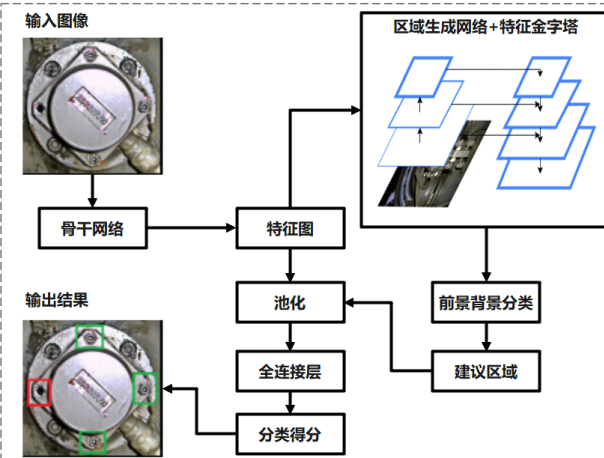 输入图像
区域生成网络+特征金字塔
骨干网络
特征图
输出结果
池化
前景背景分类
全连接层
建议区域
分类得分